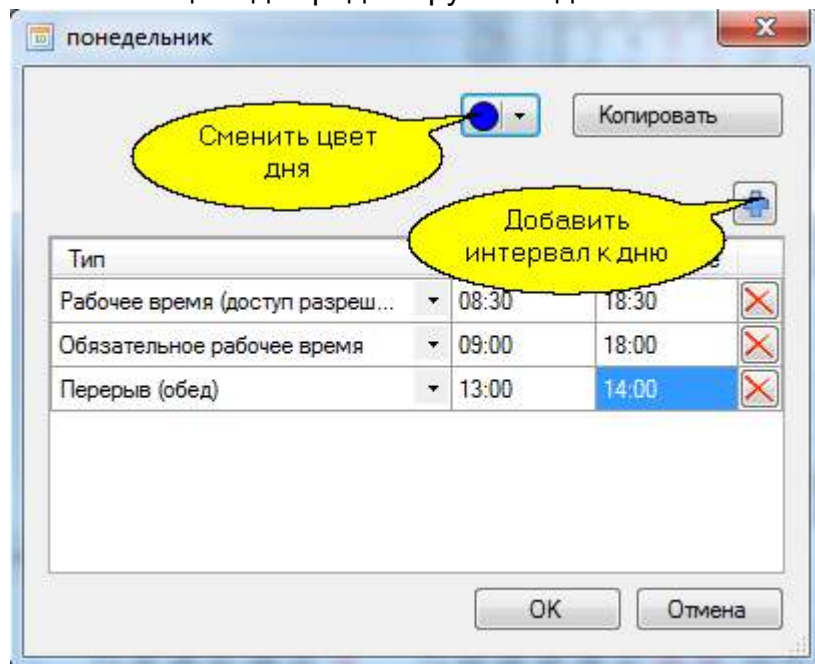 понедельник
Копировать
Сменить цвет
дня
Добавить
интервал к дню
Тип
Рабочее время (доступ разреш... 08:30 18:30
Обязательное рабочее время 09:00 18:00
Перерыв (обед) 13:00 14:00
OK Отмена